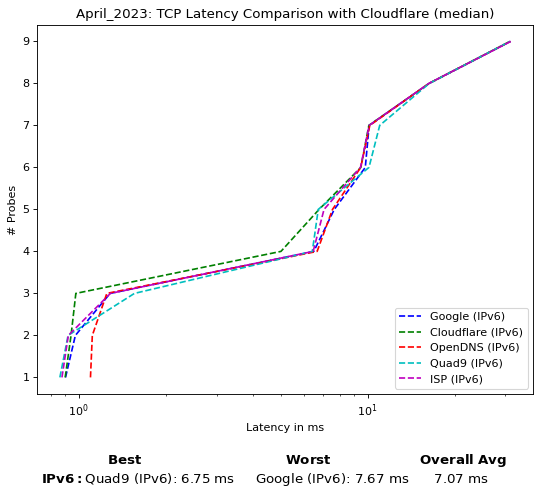 April_2023: TCP Latency Comparison with Cloudflare (median)
# Probes
9
8
7
6
5
4
3
2
1
Google (IPv6)
Cloudflare (IPv6)
OpenDNS (IPv6)
Quad9 (IPv6)
ISP (IPv6)
10⁰ 10¹
Latency in ms
Best Worst Overall Avg
IPv6: Quad9 (IPv6): 6.75 ms Google (IPv6): 7.67 ms 7.07 ms